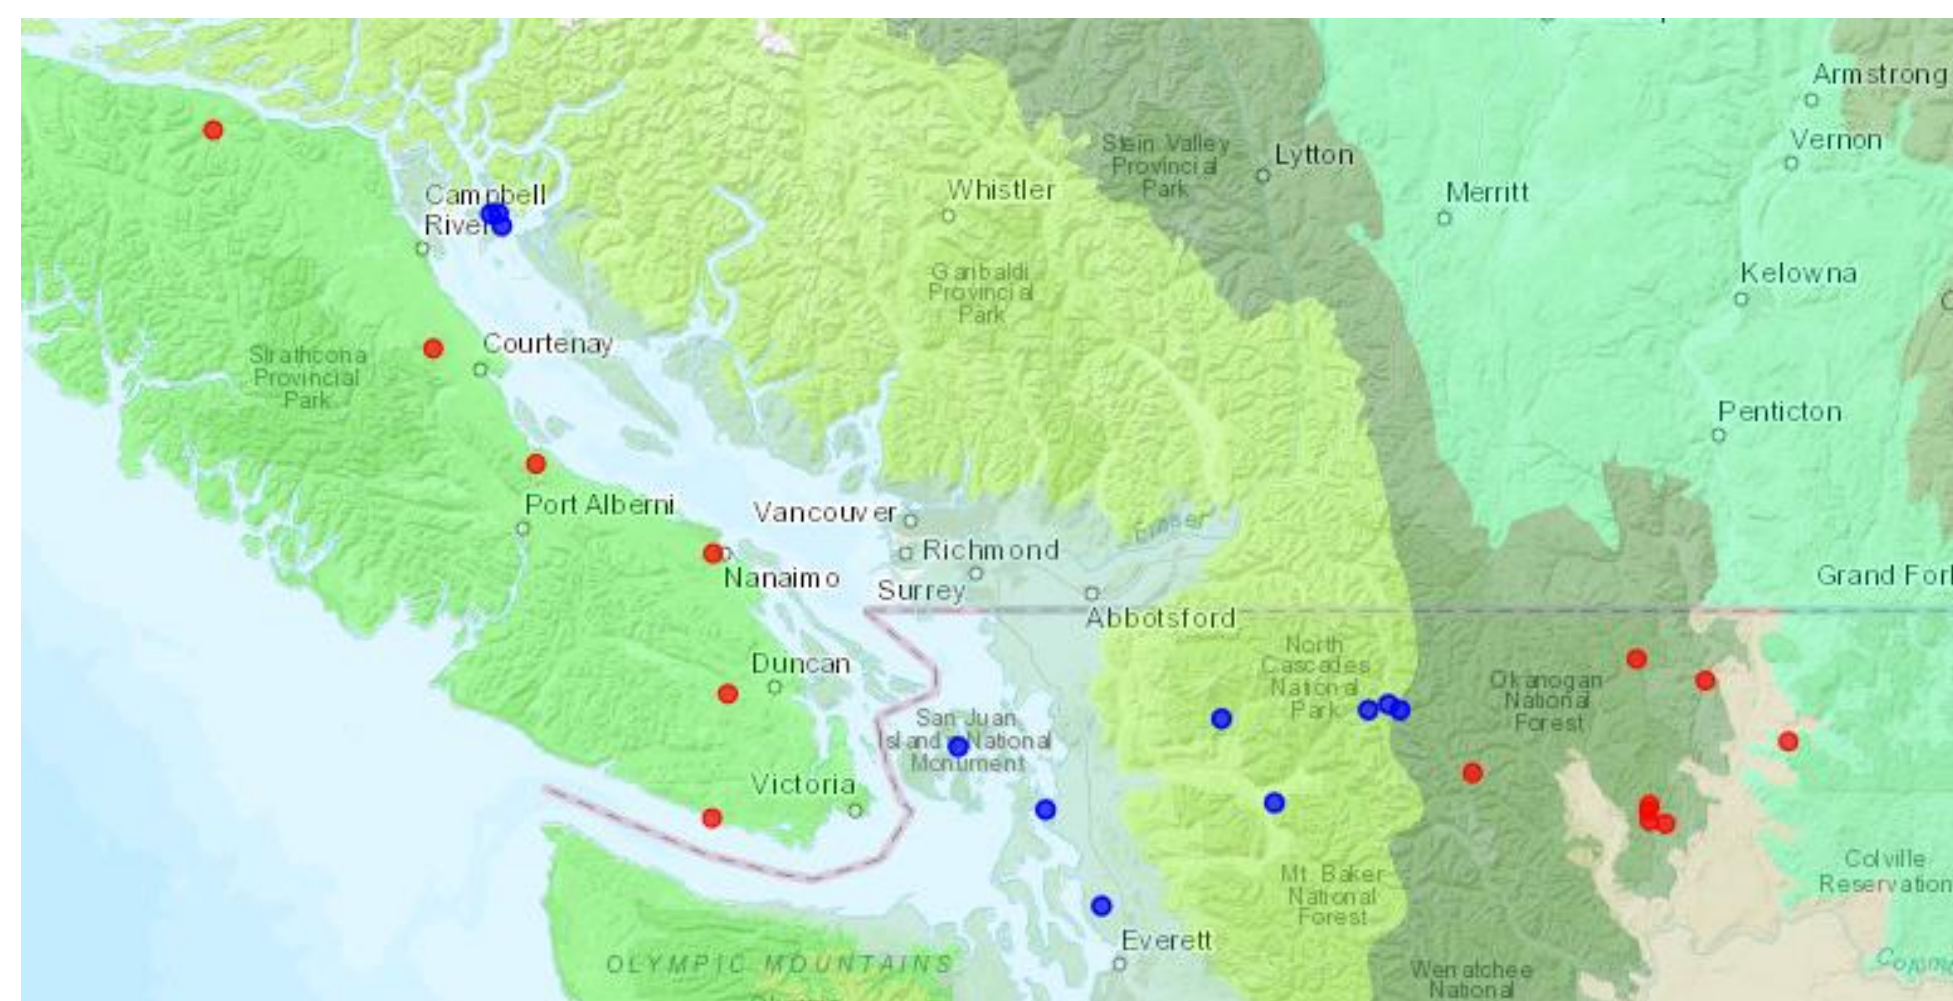 Armstrong
Vernon
Stein Valley
Provincial
Park
Lytton
Campbell
River
Whistler
Merritt
Garibaldi
Provincial
Park
Kelowna
Strathcona
Provincial
Park
Courtenay
Penticton
Port Alberni
Vancouver
Fraser
Richmond
Nanaimo
Surrey
Grand For
Abbotsford
North
Cascades
National
Park
Duncan
Okanogan
National
Forest
San Juan
Island National
Monument
Victoria
Mt. Baker
National
Forest
Colville
Reservation
Everett
OLYMPIC MOUNTAINS
Wenatchee
National